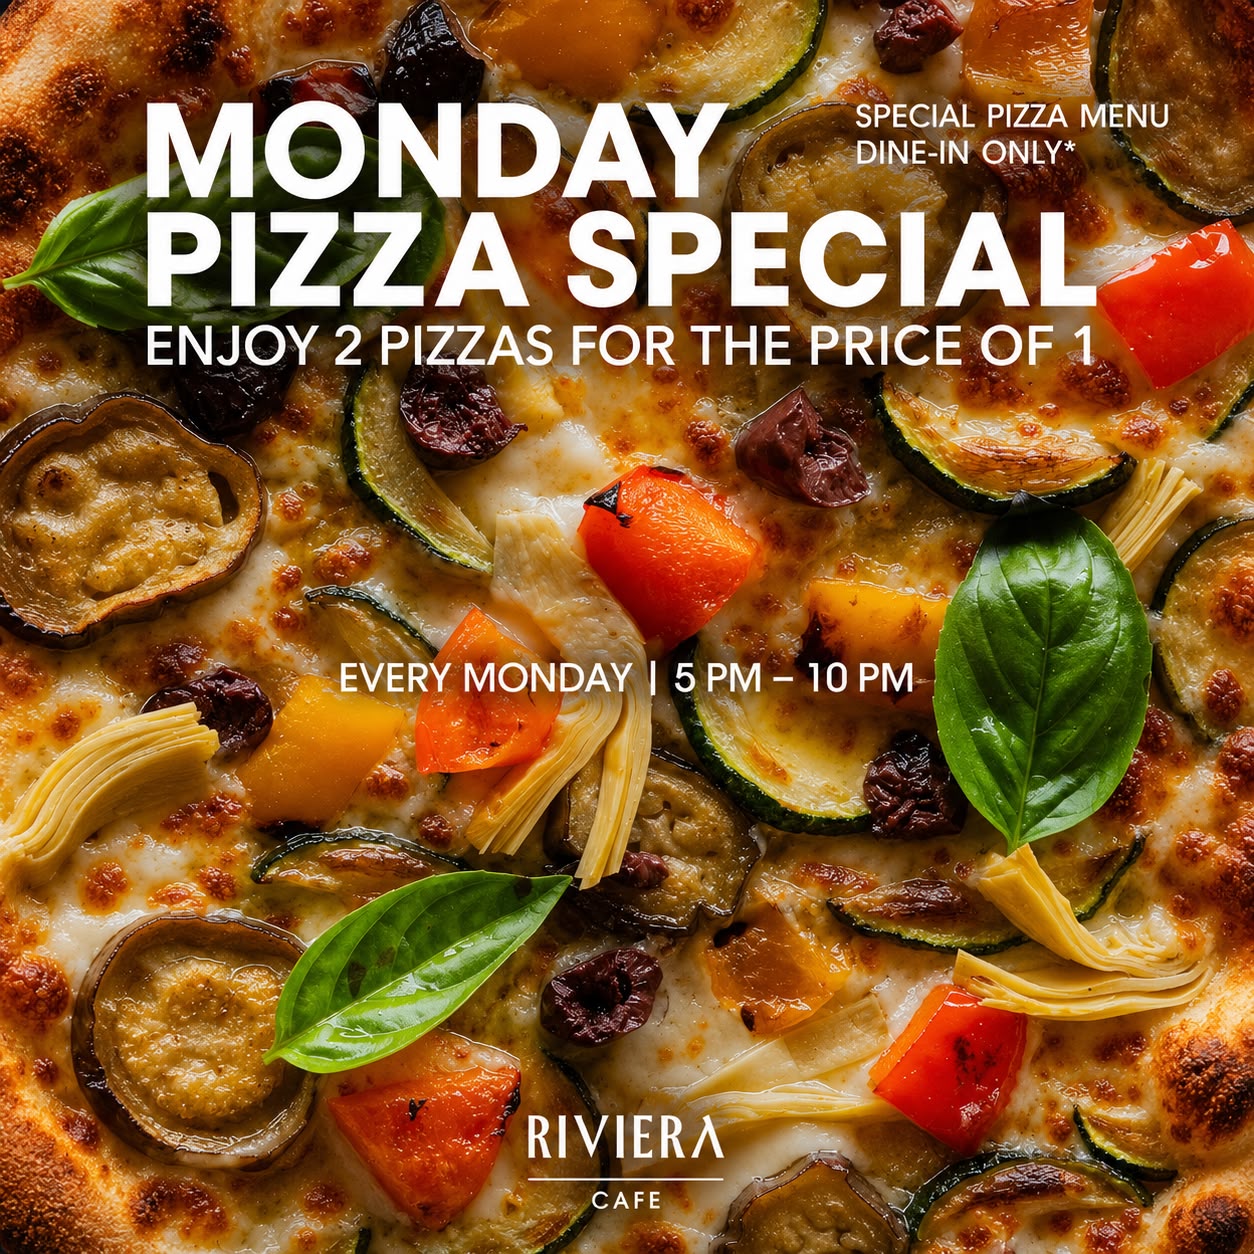 MONDAY
PIZZA SPECIAL
ENJOY 2 PIZZAS FOR THE PRICE OF 1
SPECIAL PIZZA MENU
DINE-IN ONLY*
EVERY MONDAY | 5 PM – 10 PM
RIVIERA
CAFE